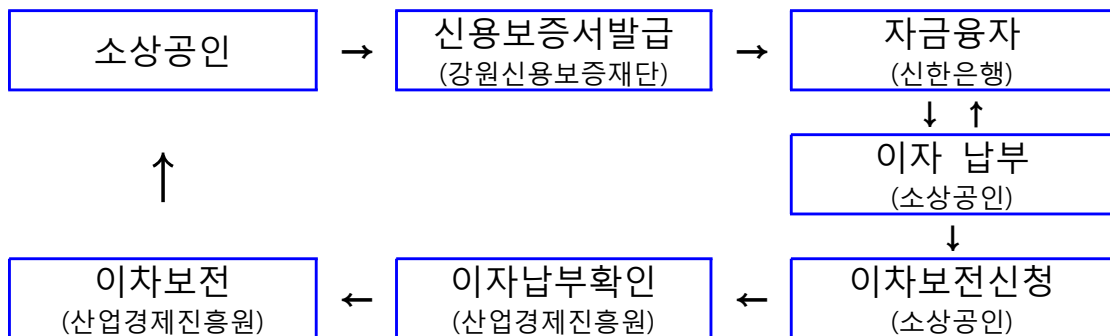 소상공인
→
신용보증서발급
(강원신용보증재단)
→
자금융자
(신한은행)
↓ ↑
이자 납부
(소상공인)
↑
↓
이차보전
(산업경제진흥원)
←
이자납부확인
(산업경제진흥원)
←
이차보전신청
(소상공인)